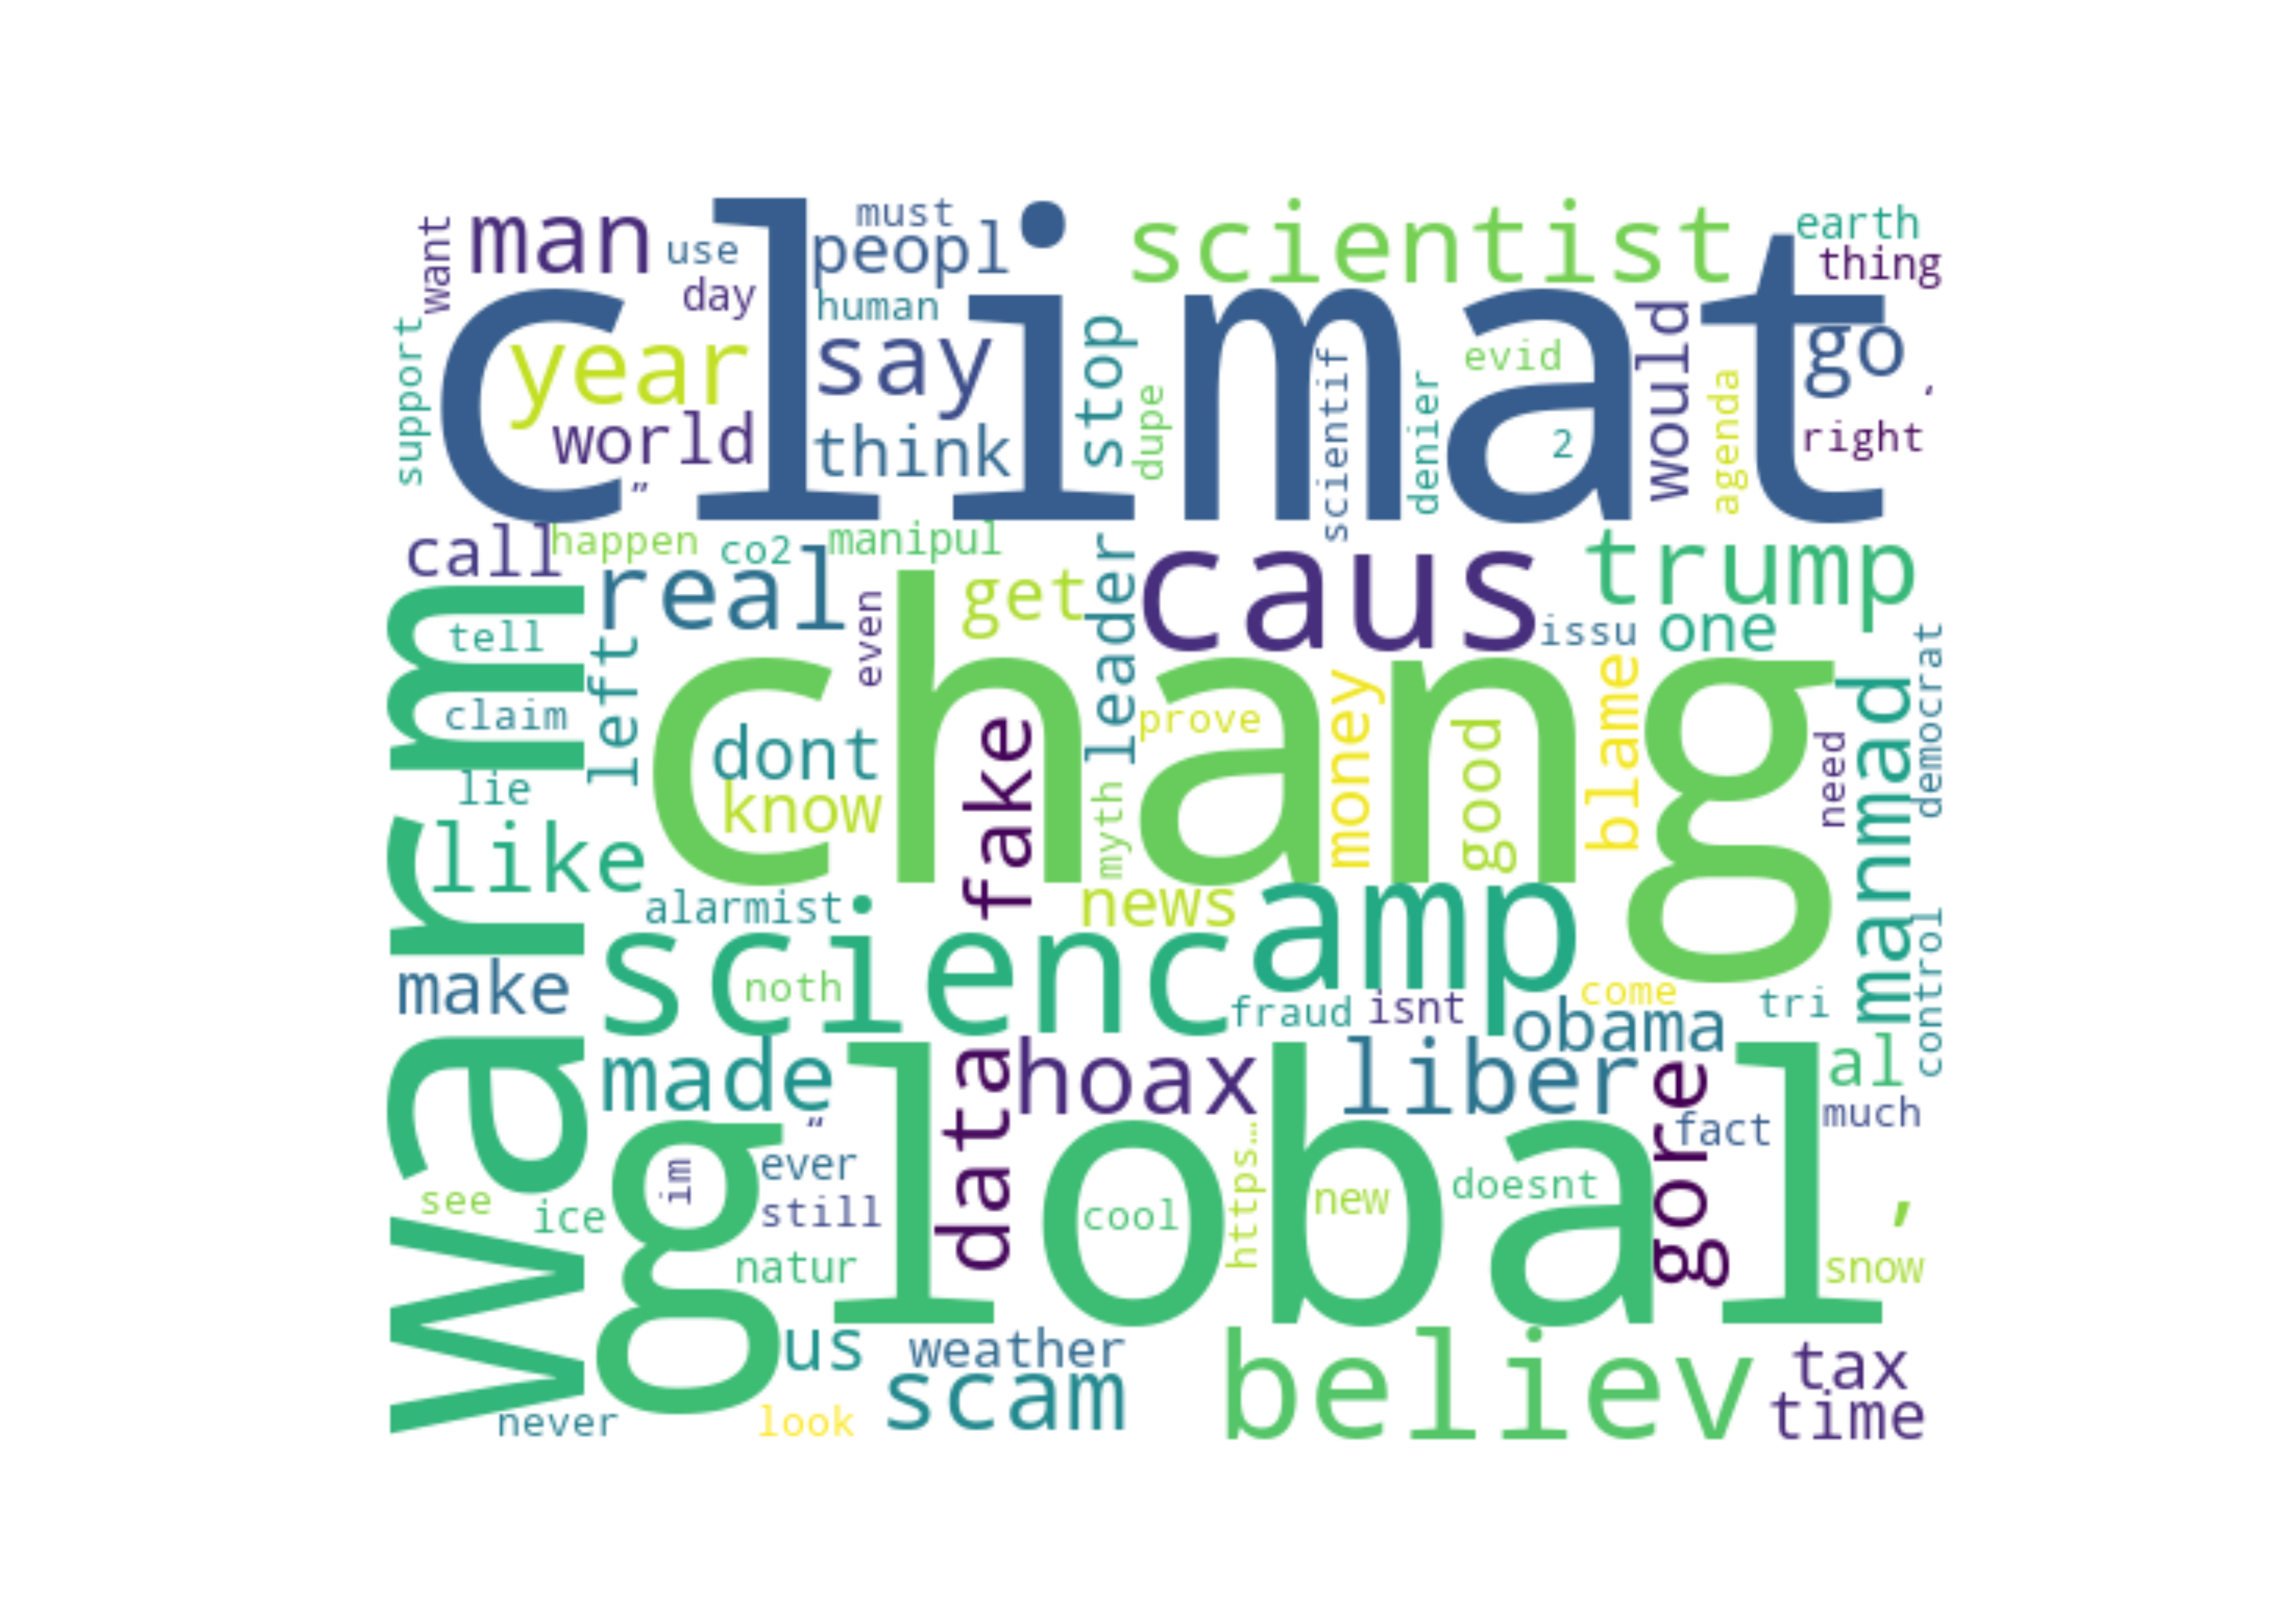 want
man
use
must
peopl
scientist
earth
thing
day
human
climat
support
year
say
stop
scientif
evid
would
go
,
world
think
dupe
denier
2
agenda
right
"
call
happen
co2
manipul
caus
trump
real
get
leader
issu
one
tell
left
even
chang
democrat
claim
dont
fake
prove
money
good
blame
need
manmad
lie
know
myth
like
warm
alarmist
news
amp
make
scienc
noth
fraud
isnt
come
tri
control
obama
made
data
hoax
liber
gore
al
much
"
fact
im
ever
global
https...
see
ice
still
cool
new
doesnt
,
natur
snow
us
weather
believ
tax
never
look
scam
time